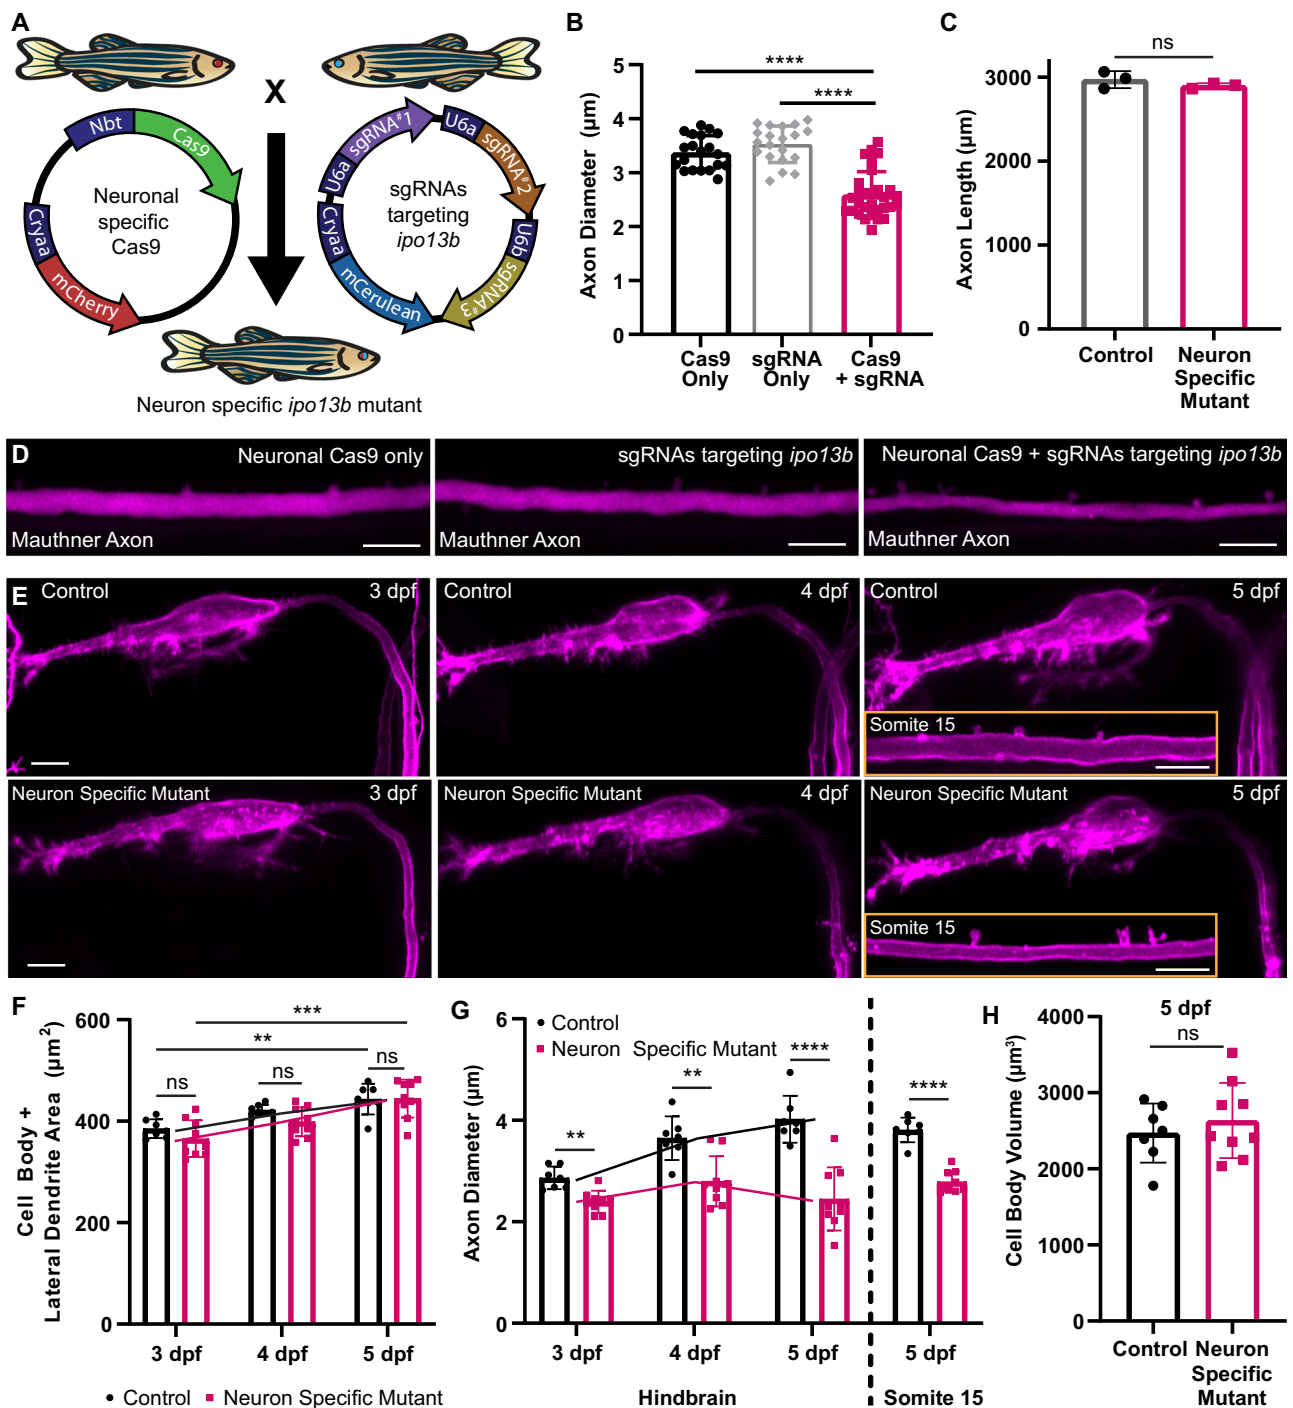 A
X
Nbt
Cas9
Cryaa
mCherry
Neuronal
specific
Cas9
U6a
sgRNA#1
U6a
sgRNA#2
U6b
sgRNA#3
Cryaa
mCerulean
sgRNAs
targeting
ipo13b
Neuron specific ipo13b mutant
B
****
****
Axon Diameter (µm)
5
4
3
2
1
0
Cas9
Only
sgRNA
Only
Cas9
+ sgRNA
C
ns
Axon Length (µm)
3000
2000
1000
0
Control
Neuron
Specific
Mutant
D
Neuronal Cas9 only
Mauthner Axon
sgRNAs targeting ipo13b
Mauthner Axon
Neuronal Cas9 + sgRNAs targeting ipo13b
Mauthner Axon
E
Control 3 dpf
Control 4 dpf
Control 5 dpf
Somite 15
Neuron Specific Mutant 3 dpf
Neuron Specific Mutant 4 dpf
Neuron Specific Mutant 5 dpf
Somite 15
F
Cell Body +
Lateral Dendrite Area (µm²)
600
400
200
0
***
**
ns
ns
ns
3 dpf
4 dpf
5 dpf
Control
Neuron Specific Mutant
G
Control
Neuron Specific Mutant
Axon Diameter (µm)
6
4
2
0
**
**
****
****
3 dpf
4 dpf
5 dpf
5 dpf
Hindbrain
Somite 15
H
5 dpf
ns
Cell Body Volume (µm³)
4000
3000
2000
1000
0
Control
Neuron
Specific
Mutant